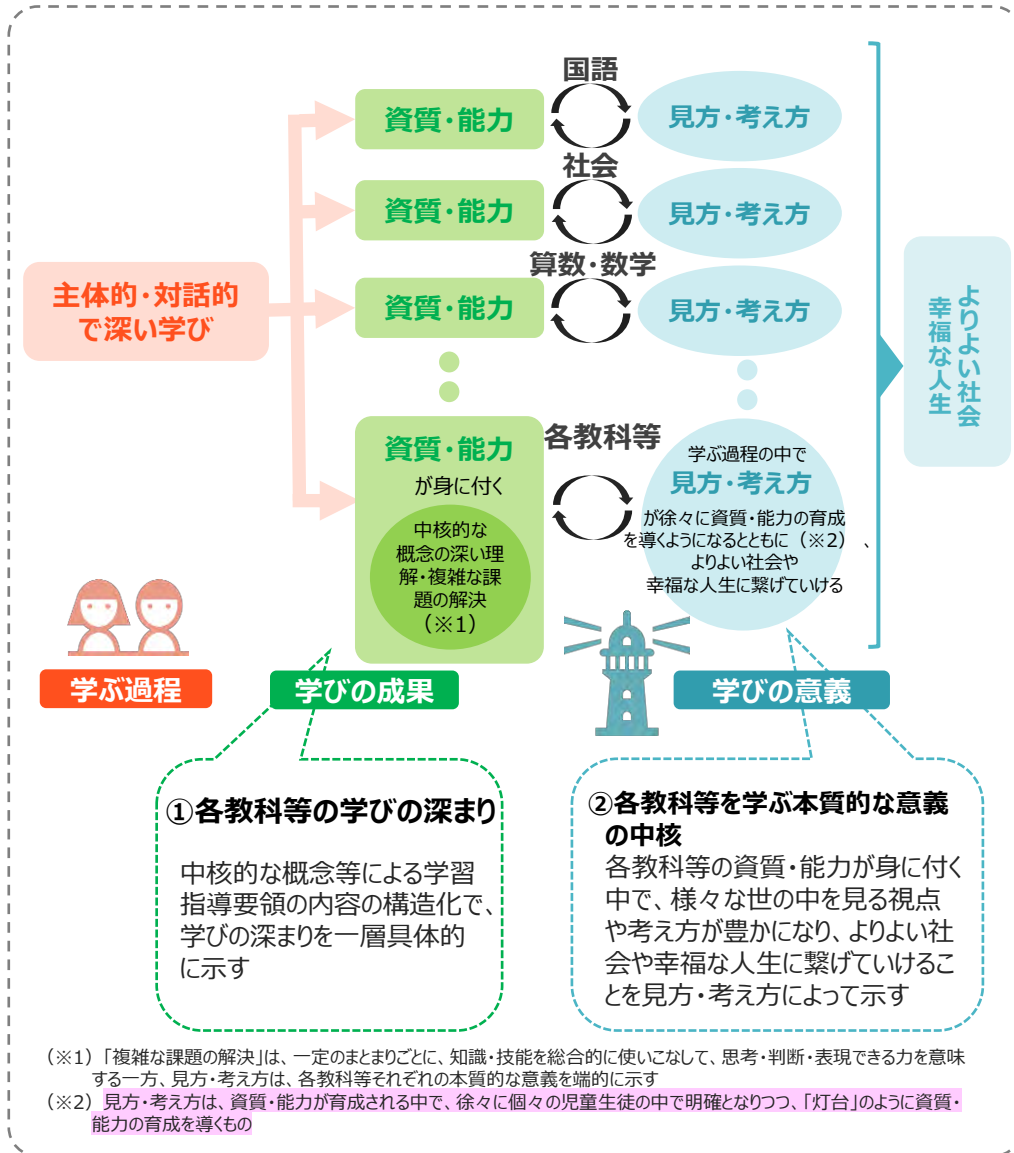 国語
資質・能力
見方・考え方
社会
資質・能力
見方・考え方
算数・数学
資質・能力
見方・考え方
主体的・対話的
で深い学び
よりよい社会
幸福な人生
各教科等
資質・能力
が身に付く
中核的な
概念の深い理
解・複雑な課
題の解決
(※1)
学ぶ過程の中で
見方・考え方
が徐々に資質・能力の育成
を導くようになるとともに(※2)、
よりよい社会や
幸福な人生に繋げていける
学ぶ過程
学びの成果
学びの意義
①各教科等の学びの深まり
中核的な概念等による学習
指導要領の内容の構造化で、
学びの深まりを一層具体的
に示す
②各教科等を学ぶ本質的な意義
の中核
各教科等の資質・能力が身に付く
中で、様々な世の中を見る視点
や考え方が豊かになり、よりよい社
会や幸福な人生に繋げていけるこ
とを見方・考え方によって示す
(※1)「複雑な課題の解決」は、一定のまとまりごとに、知識・技能を総合的に使いこなして、思考・判断・表現できる力を意味
する一方、見方・考え方は、各教科等それぞれの本質的な意義を端的に示す
(※2)見方・考え方は、資質・能力が育成される中で、徐々に個々の児童生徒の中で明確となりつつ、「灯台」のように資質・
能力の育成を導くもの